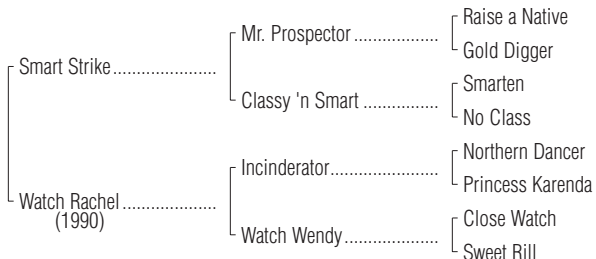 Raise a Native
Mr. Prospector ..................
Gold Digger
Smart Strike......................
Smarten
Classy 'n Smart ................
No Class
Northern Dancer
Incinderator.......................
Princess Karenda
Watch Rachel ....................
(1990)
Close Watch
Watch Wendy....................
Sweet Rill